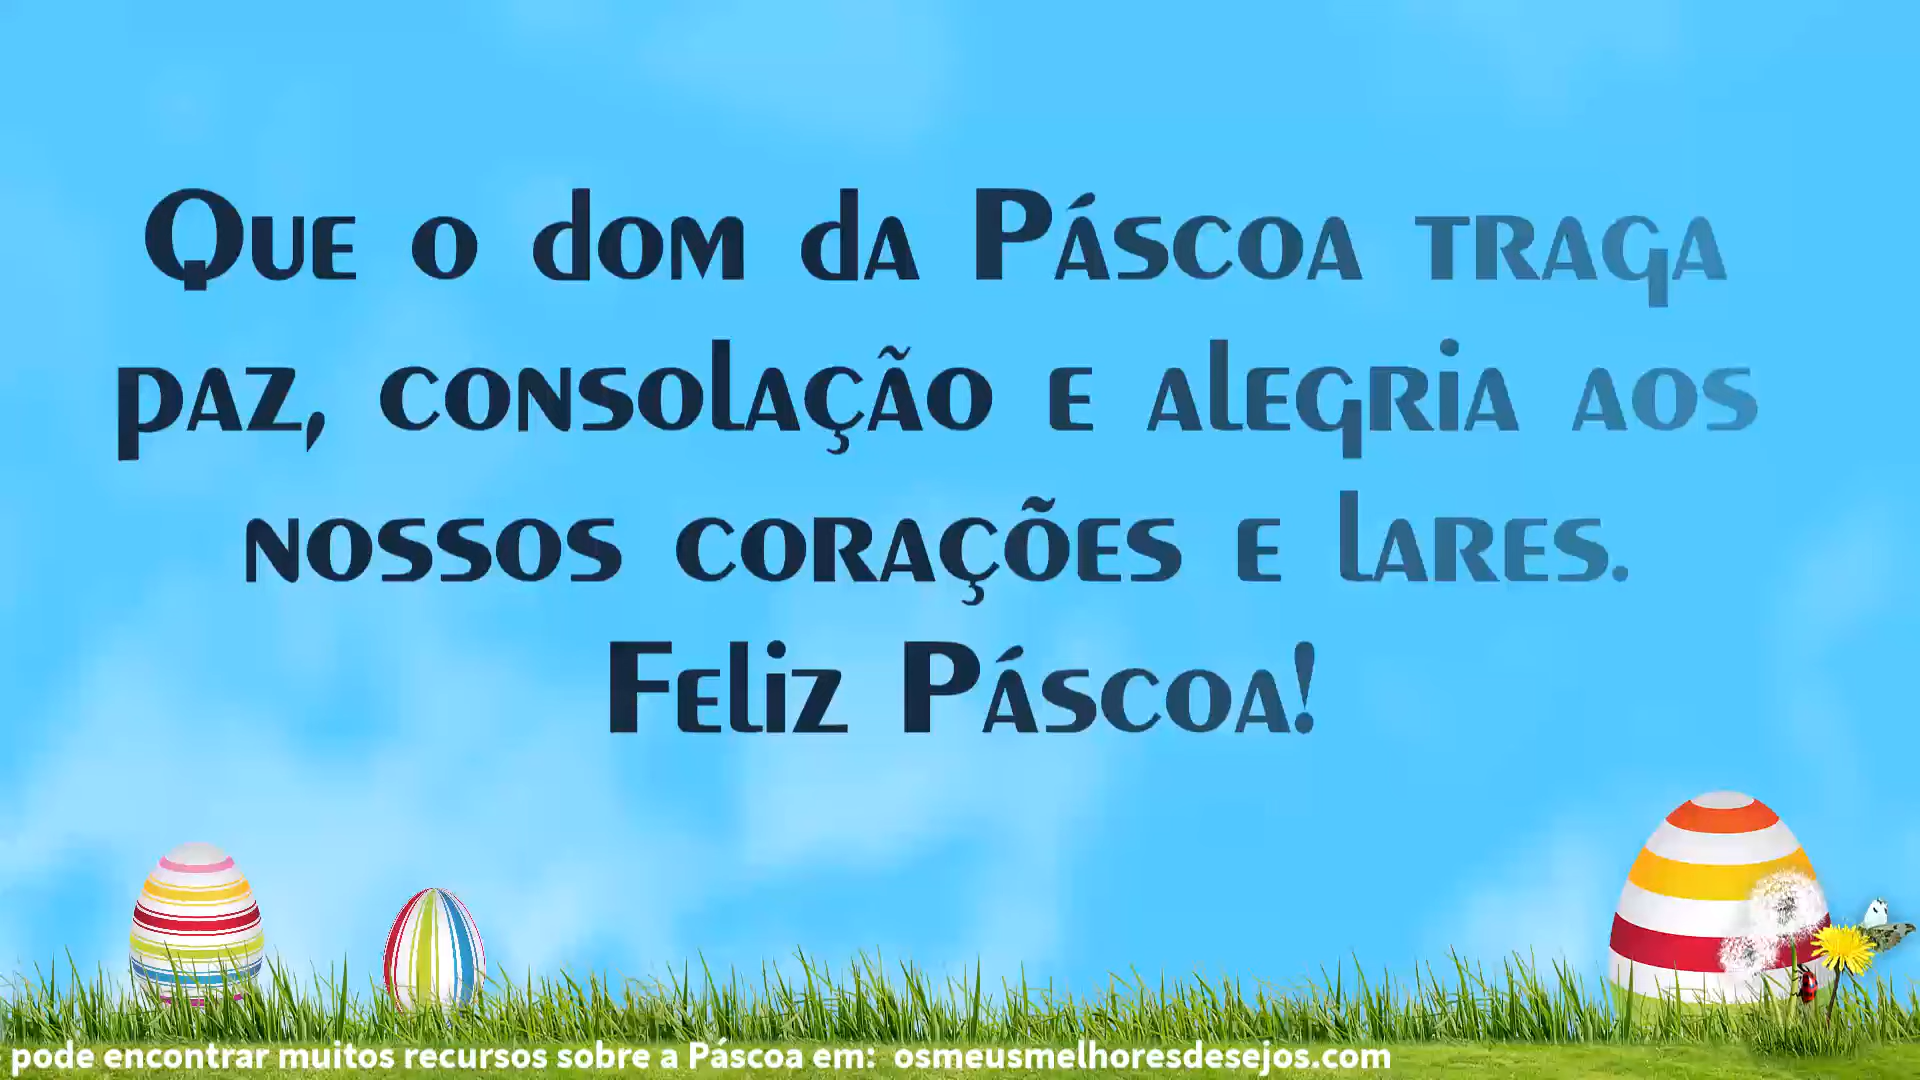 Que o dom da Páscoa traga
paz, consolação e alegria aos
nossos corações e lares.
Feliz Páscoa!
pode encontrar muitos recursos sobre a Páscoa em: osmeusmelhoresdesejos.com